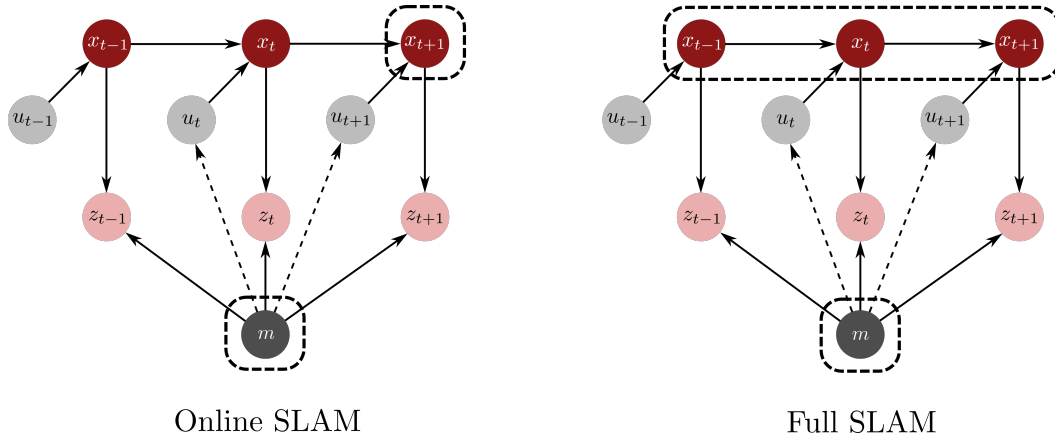 x_{t−1} x_t x_{t+1} x_{t−1} x_t x_{t+1}
u_{t−1} u_t u_{t+1} u_{t−1} u_t u_{t+1}
z_{t−1} z_t z_{t+1} z_{t−1} z_t z_{t+1}
m m
Online SLAM Full SLAM